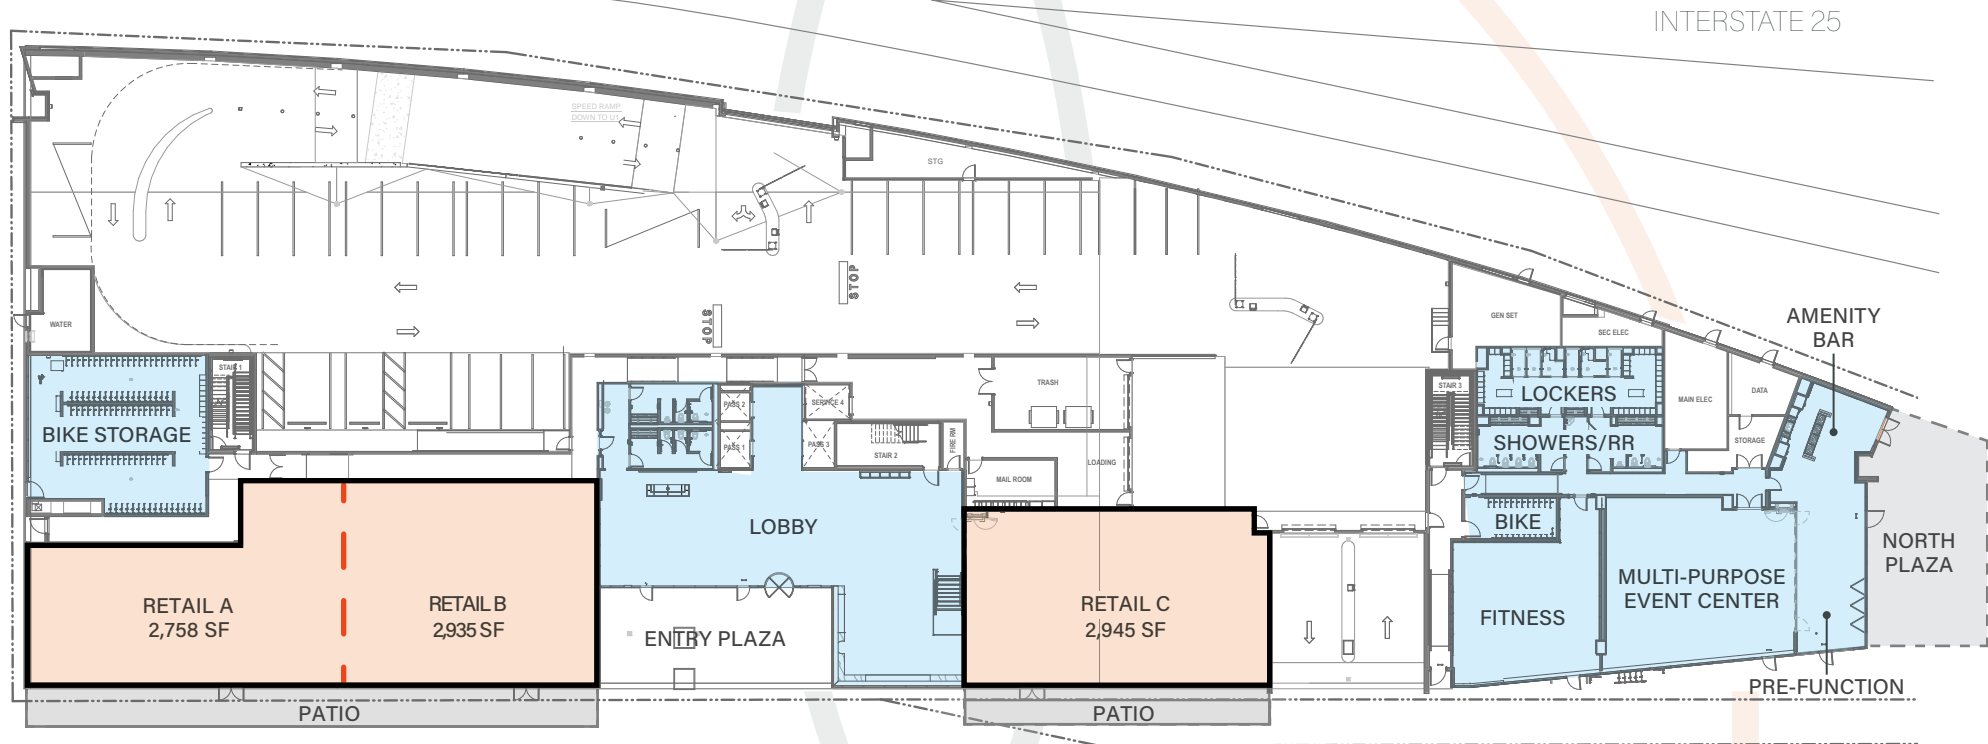 INTERSTATE 25
SPEED RAMP
DOWN TO U1
STG
STOP
STOP
WATER
GEN SET
SEC ELEC
AMENITY
BAR
STAIR 1
BIKE STORAGE
PASS 2
SERVICE 4
PASS 1
PASS 3
STAIR 2
FIRE RM
TRASH
LOADING
MAIL ROOM
STAIR 3
LOCKERS
MAIN ELEC
DATA
STORAGE
SHOWERS/RR
BIKE
LOBBY
NORTH
PLAZA
RETAIL A
2,758 SF
RETAIL B
2,935 SF
ENTRY PLAZA
RETAIL C
2,945 SF
FITNESS
MULTI-PURPOSE
EVENT CENTER
PRE-FUNCTION
PATIO
PATIO